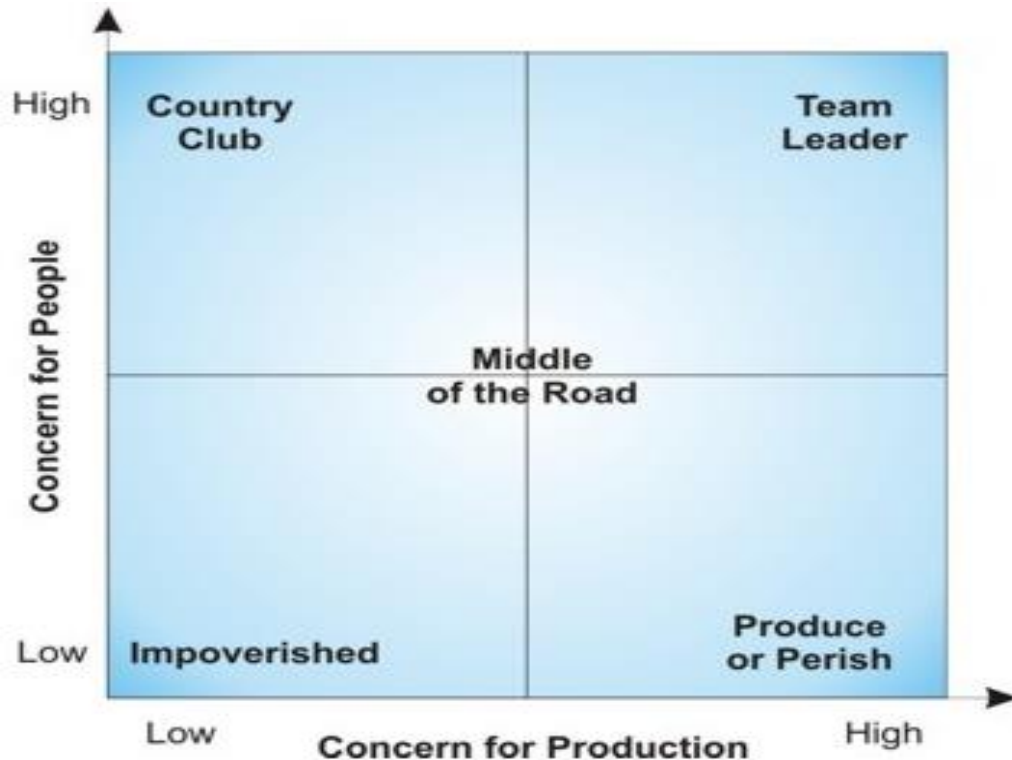 High
Country
Club
Team
Leader
Concern for People
Middle
of the Road
Low
Impoverished
Produce
or Perish
Low
Concern for Production
High